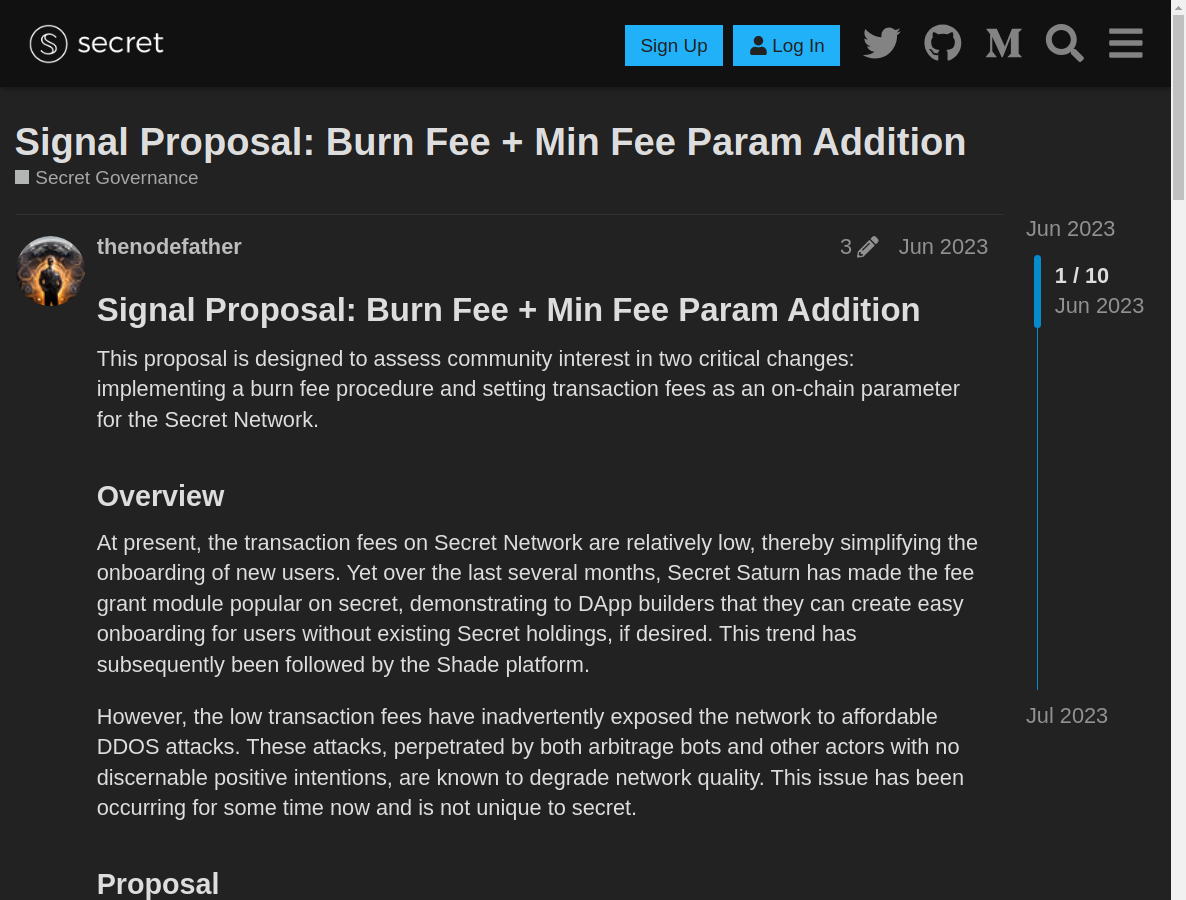 secret
Sign Up
Log In
Signal Proposal: Burn Fee + Min Fee Param Addition
Secret Governance
thenodefather
3
Jun 2023
Signal Proposal: Burn Fee + Min Fee Param Addition
This proposal is designed to assess community interest in two critical changes:
implementing a burn fee procedure and setting transaction fees as an on-chain parameter
for the Secret Network.
Overview
At present, the transaction fees on Secret Network are relatively low, thereby simplifying the
onboarding of new users. Yet over the last several months, Secret Saturn has made the fee
grant module popular on secret, demonstrating to DApp builders that they can create easy
onboarding for users without existing Secret holdings, if desired. This trend has
subsequently been followed by the Shade platform.
However, the low transaction fees have inadvertently exposed the network to affordable
DDOS attacks. These attacks, perpetrated by both arbitrage bots and other actors with no
discernable positive intentions, are known to degrade network quality. This issue has been
occurring for some time now and is not unique to secret.
Proposal
Jun 2023
1 / 10
Jun 2023
Jul 2023